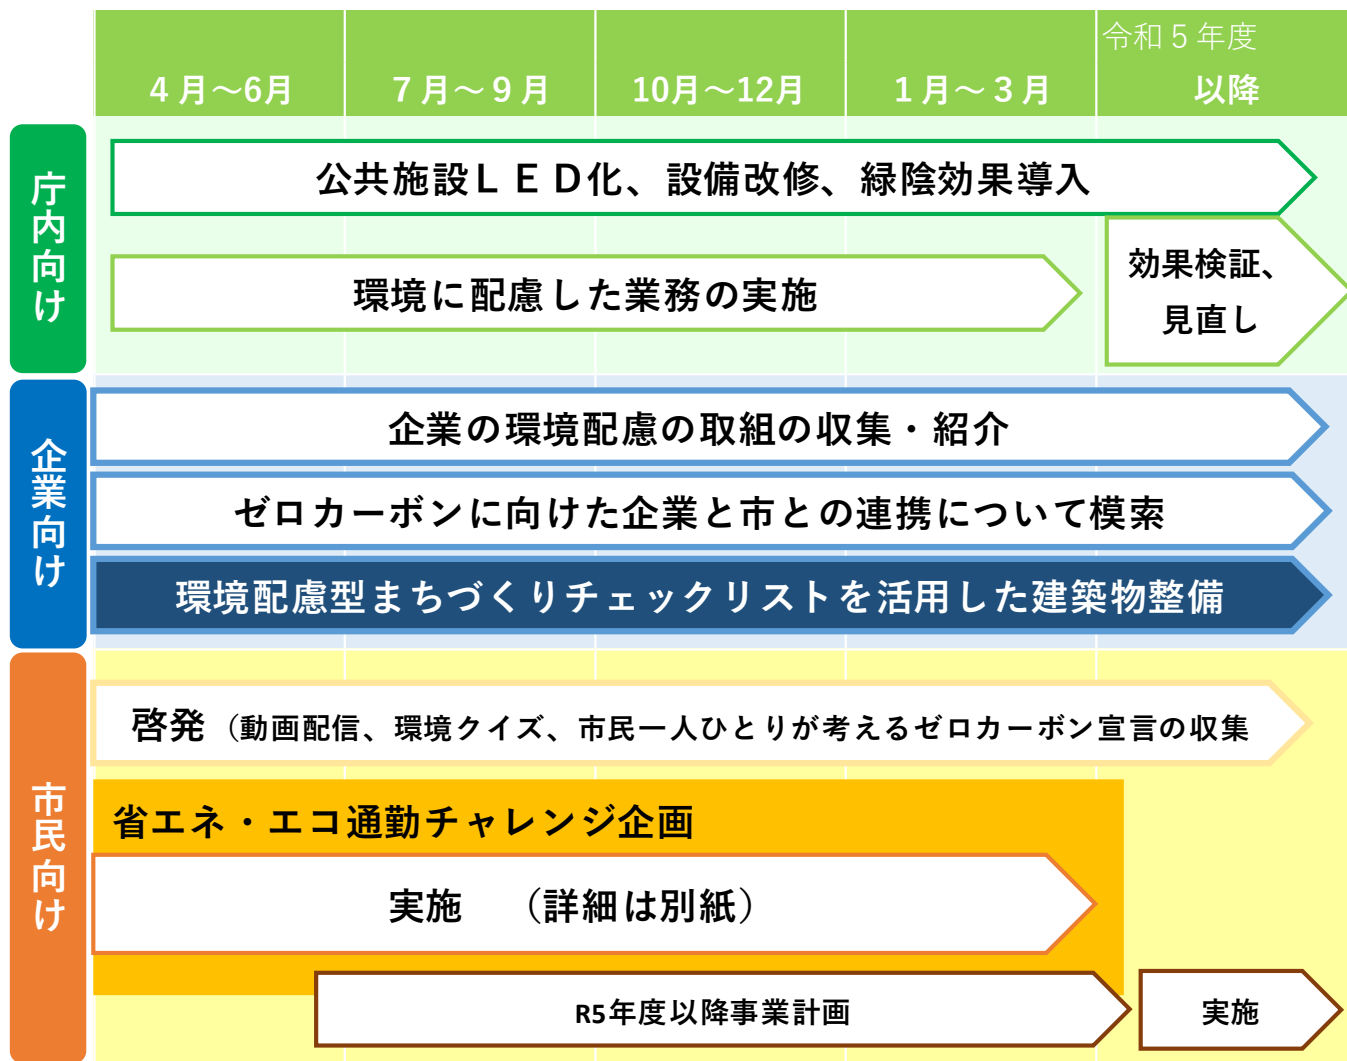 令和５年度
４月～6月 ７月～９月 10月～12月 １月～３月 以降
庁内向け
公共施設ＬＥＤ化、設備改修、緑陰効果導入
環境に配慮した業務の実施
効果検証、
見直し
企業向け
企業の環境配慮の取組の収集・紹介
ゼロカーボンに向けた企業と市との連携について模索
環境配慮型まちづくりチェックリストを活用した建築物整備
市民向け
啓発（動画配信、環境クイズ、市民一人ひとりが考えるゼロカーボン宣言の収集
省エネ・エコ通勤チャレンジ企画
実施　（詳細は別紙）
R5年度以降事業計画
実施